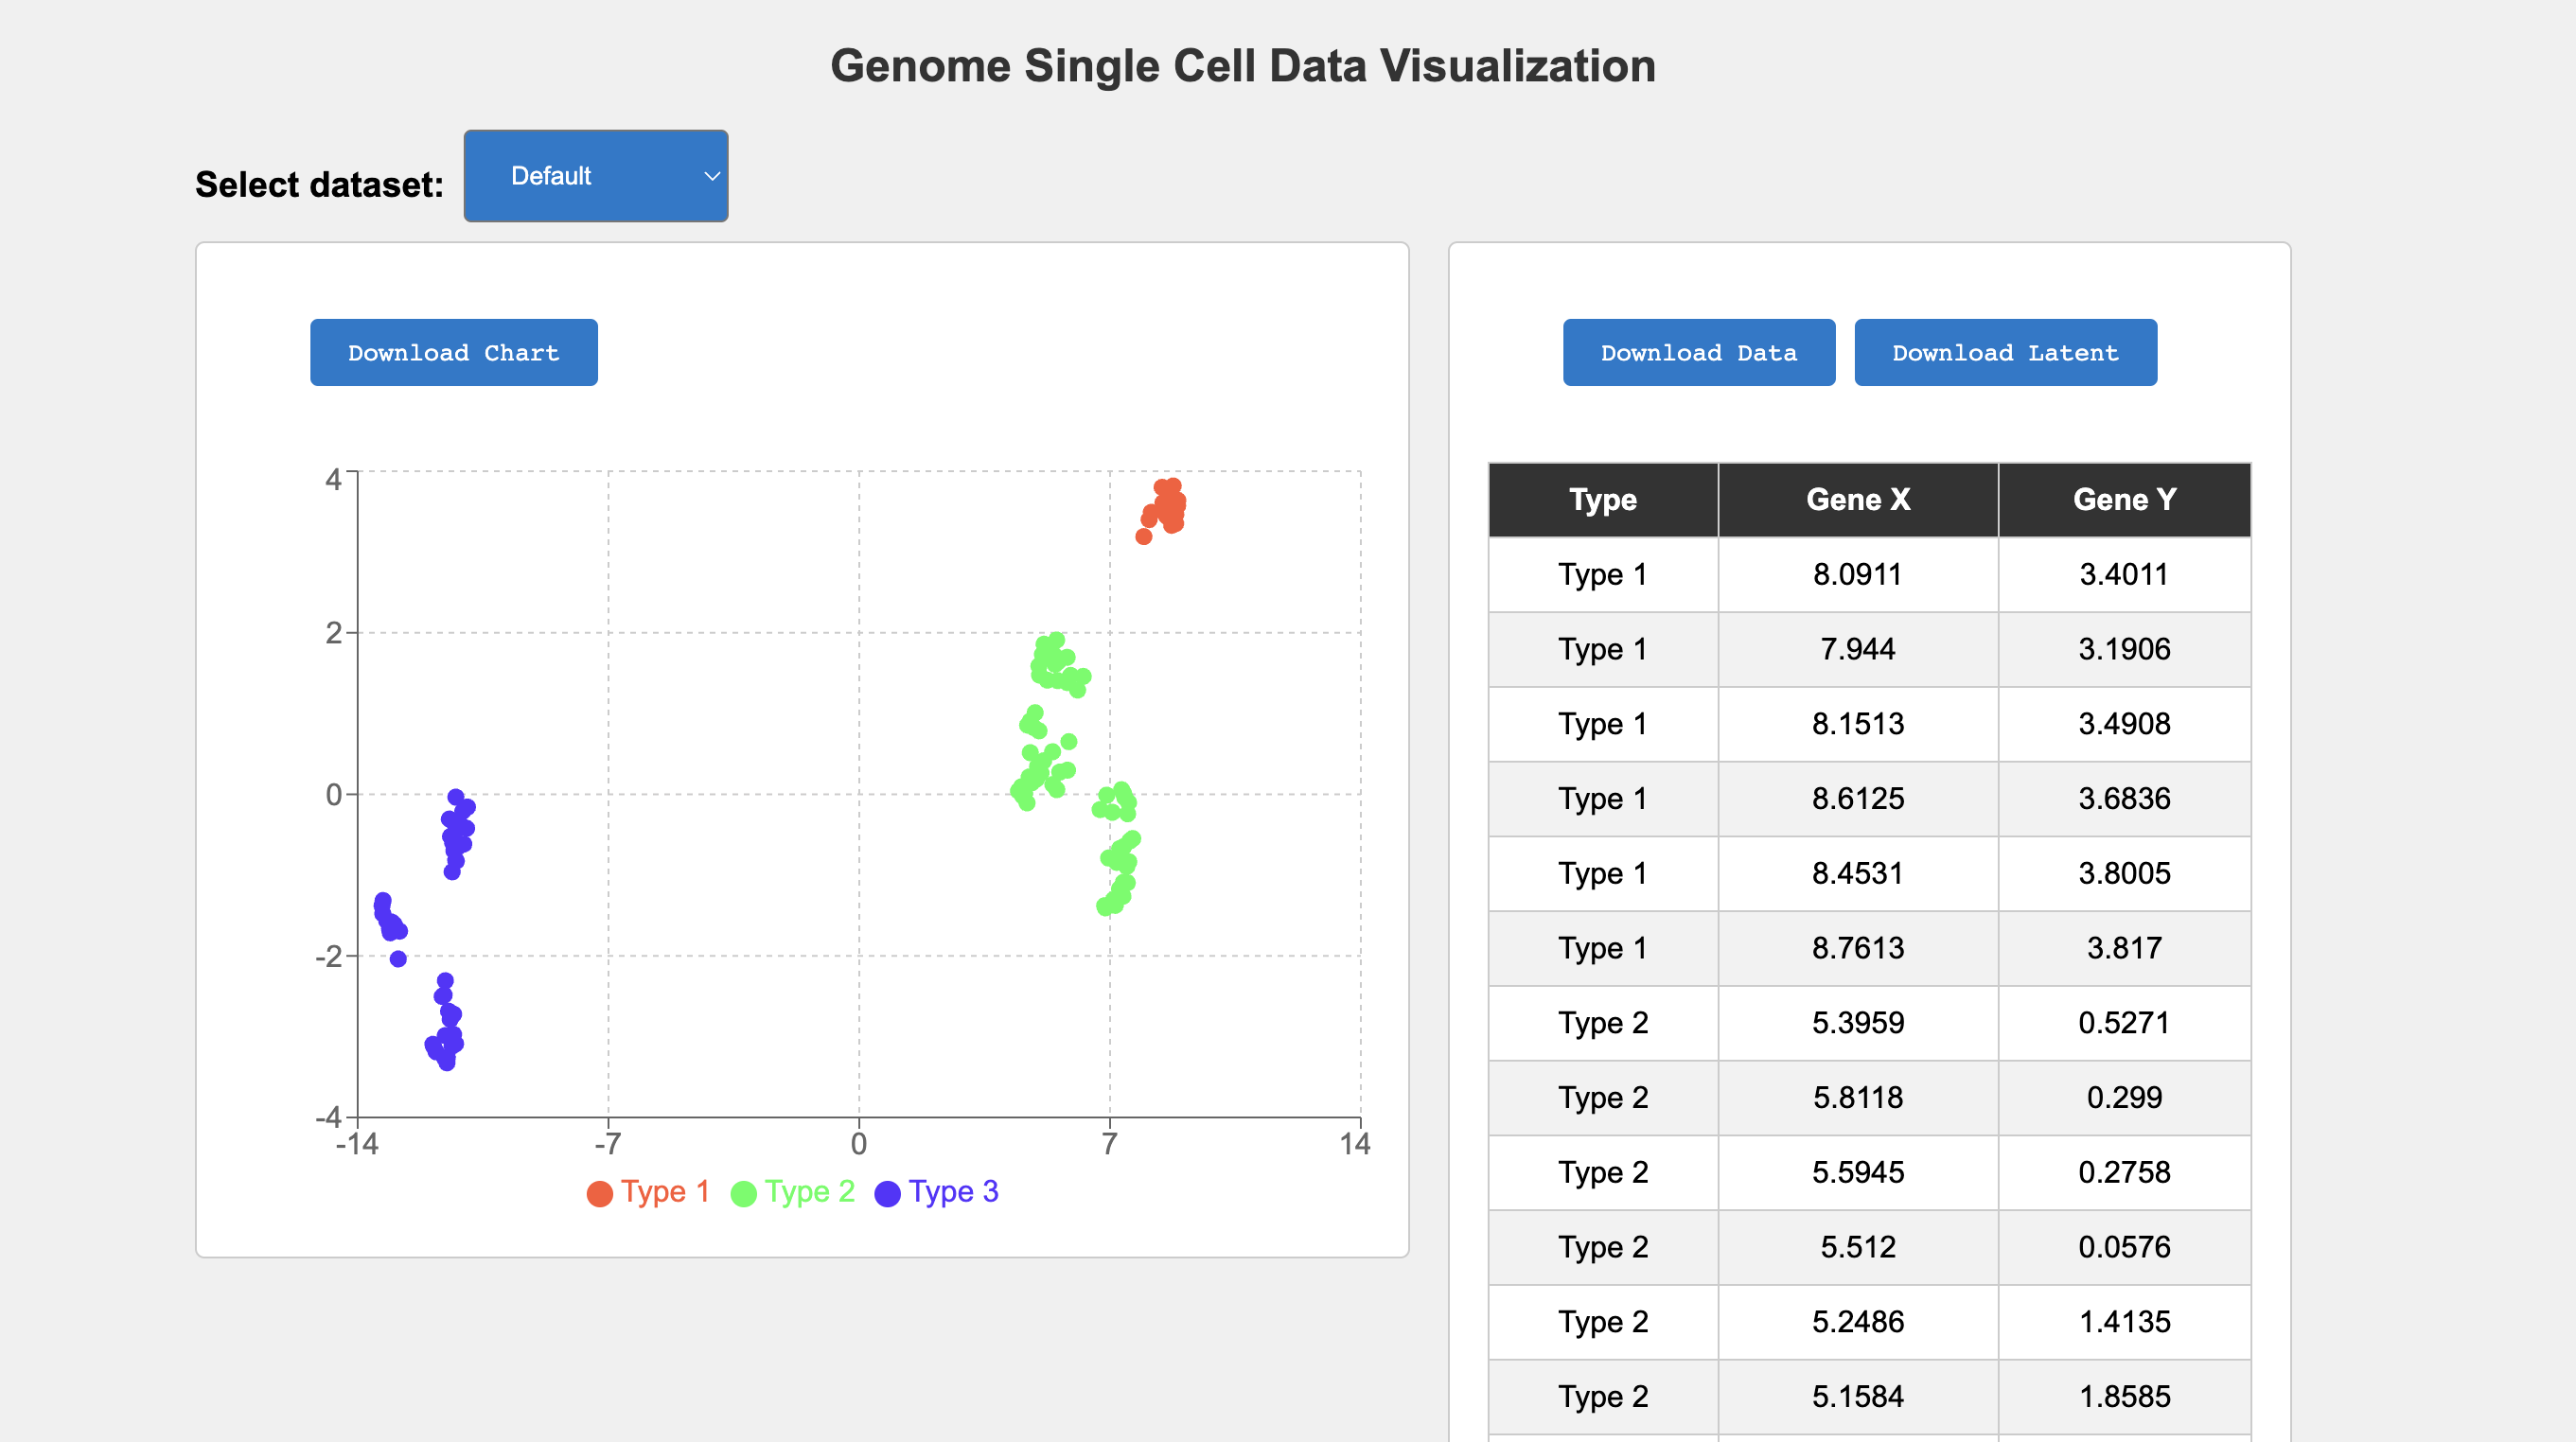 Genome Single Cell Data Visualization
Select dataset: Default
Download Chart
4
2
0
-2
-4
-14 -7 0 7 14
Type 1 Type 2 Type 3
Download Data Download Latent
Type Gene X Gene Y
Type 1 8.0911 3.4011
Type 1 7.944 3.1906
Type 1 8.1513 3.4908
Type 1 8.6125 3.6836
Type 1 8.4531 3.8005
Type 1 8.7613 3.817
Type 2 5.3959 0.5271
Type 2 5.8118 0.299
Type 2 5.5945 0.2758
Type 2 5.512 0.0576
Type 2 5.2486 1.4135
Type 2 5.1584 1.8585